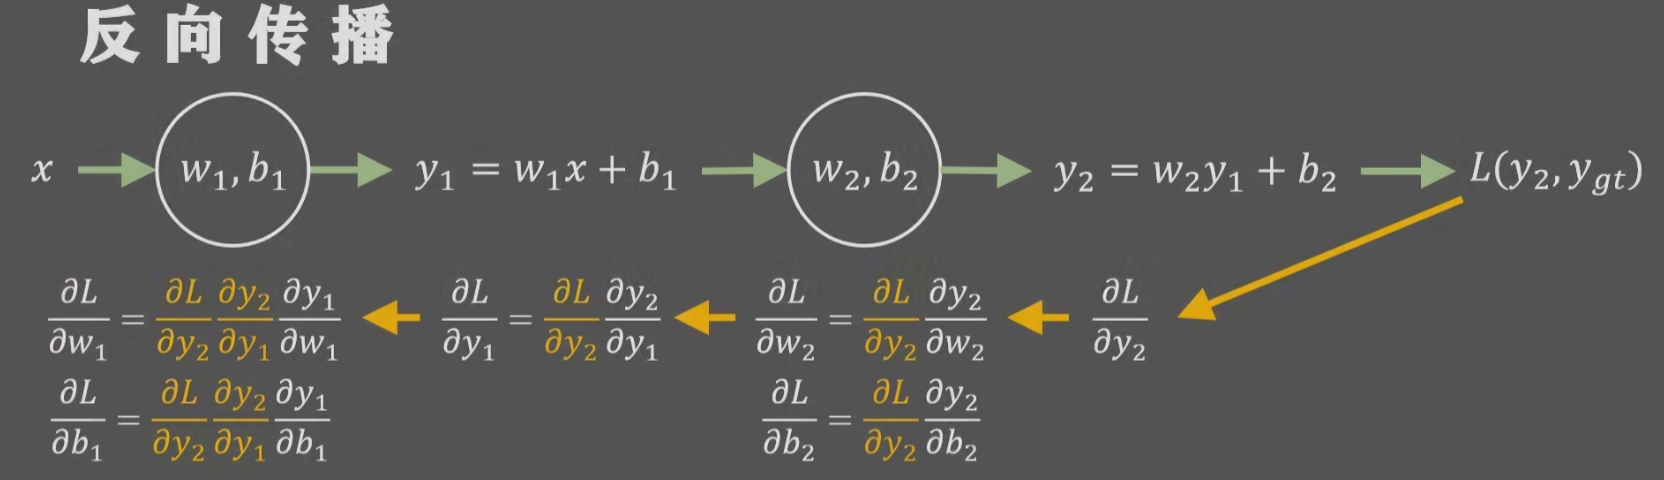 反向传播
x w₁, b₁ y₁ = w₁x + b₁ w₂, b₂ y₂ = w₂y₁ + b₂ L(y₂, y_gt)
∂L/∂w₁ = ∂L/∂y₂ ∂y₂/∂y₁ ∂y₁/∂w₁ ∂L/∂y₁ = ∂L/∂y₂ ∂y₂/∂y₁ ∂L/∂w₂ = ∂L/∂y₂ ∂y₂/∂w₂ ∂L/∂y₂
∂L/∂b₁ = ∂L/∂y₂ ∂y₂/∂y₁ ∂y₁/∂b₁ ∂L/∂b₂ = ∂L/∂y₂ ∂y₂/∂b₂